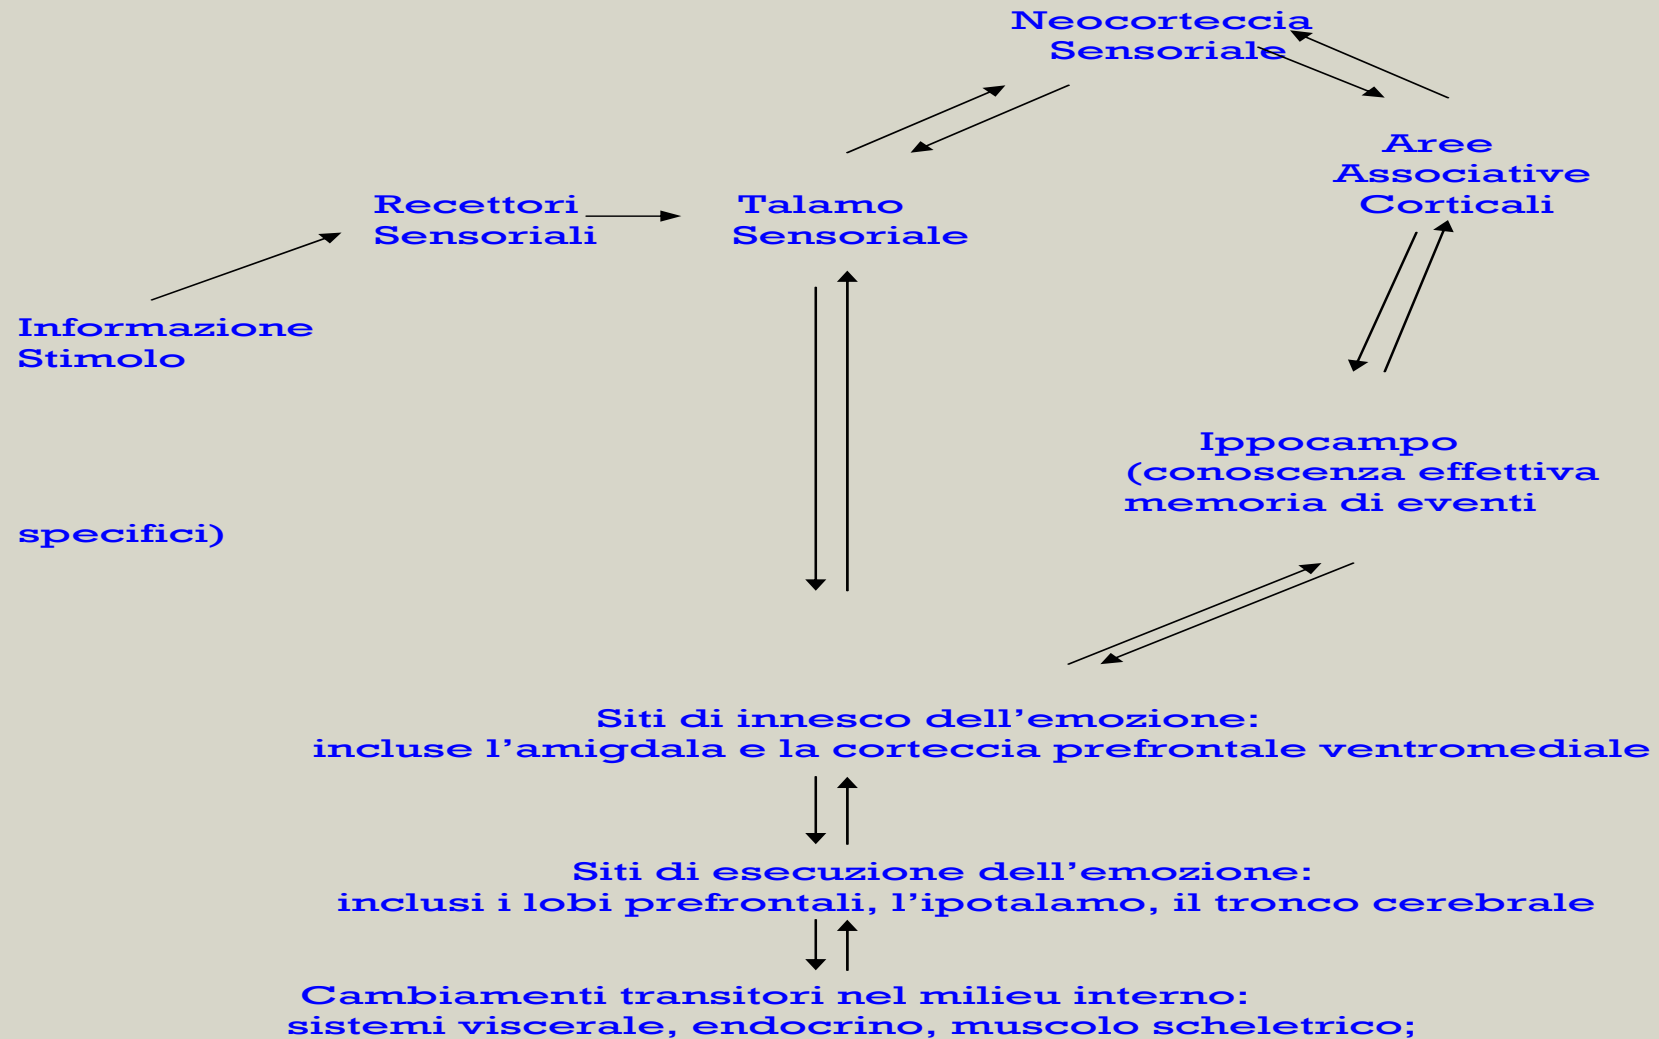 Neocorteccia
Sensoriale
Aree
Associative
Corticali
Recettori
Sensoriali
Talamo
Sensoriale
Informazione
Stimolo
Ippocampo
(conoscenza effettiva
memoria di eventi
specifici)
Siti di innesco dell’emozione:
incluse l’amigdala e la corteccia prefrontale ventromediale
Siti di esecuzione dell’emozione:
inclusi i lobi prefrontali, l’ipotalamo, il tronco cerebrale
Cambiamenti transitori nel milieu interno:
sistemi viscerale, endocrino, muscolo scheletrico;